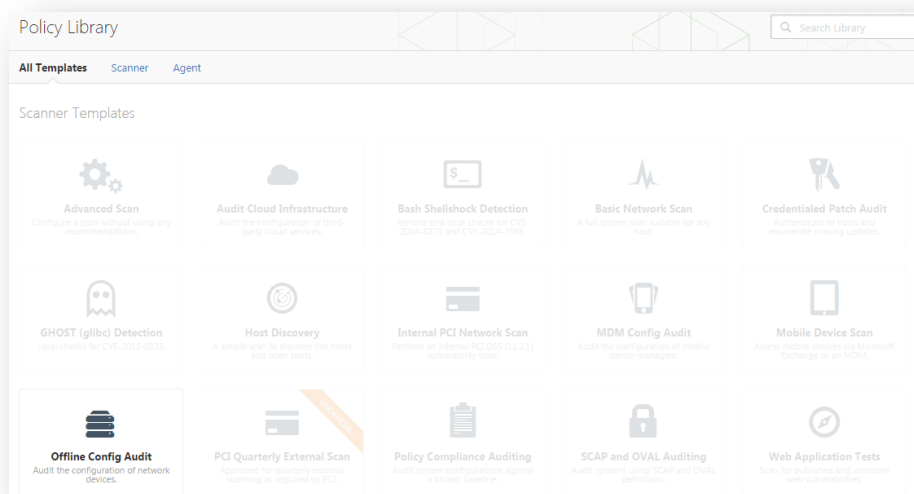 Policy Library
Search Library
All Templates Scanner Agent
Scanner Templates
Advanced Scan
Configure a scan without using any
recommendations.
Audit Cloud Infrastructure
Audit the configuration of third-
party cloud services.
Bash Shellshock Detection
Remote and local checks for CVE-
2014-6271 and CVE-2014-7169.
Basic Network Scan
A full system scan suitable for any
host.
Credentialed Patch Audit
Authenticate to hosts and
enumerate missing updates.
GHOST (glibc) Detection
Local checks for CVE-2015-0235.
Host Discovery
A simple scan to discover live hosts
and open ports.
Internal PCI Network Scan
Perform an internal PCI DSS (11.2.1)
vulnerability scan.
MDM Config Audit
Audit the configuration of mobile
device managers.
Mobile Device Scan
Assess mobile devices via Microsoft
Exchange or an MDM.
Offline Config Audit
Audit the configuration of network
devices.
UNOFFICIAL
PCI Quarterly External Scan
Approved for quarterly external
scanning as required by PCI.
Policy Compliance Auditing
Audit system configurations against
a known baseline.
SCAP and OVAL Auditing
Audit systems using SCAP and OVAL
definitions.
Web Application Tests
Scan for published and unknown
web vulnerabilities.